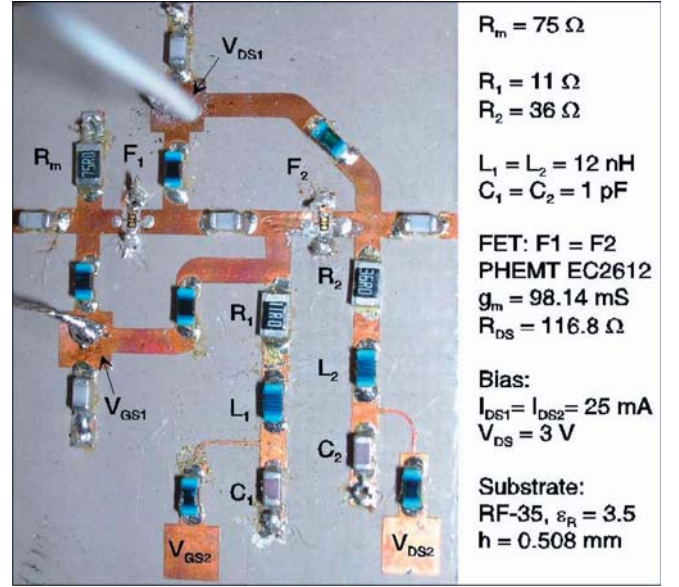 V_DS1
R_m
75R0
F_1
F_2
R_2
36R0
R_1
11R0
V_GS1
L_1
L_2
C_1
C_2
V_GS2
V_DS2
R_m = 75 Ω
R_1 = 11 Ω
R_2 = 36 Ω
L_1 = L_2 = 12 nH
C_1 = C_2 = 1 pF
FET: F1 = F2
PHEMT EC2612
g_m = 98.14 mS
R_DS = 116.8 Ω
Bias:
I_DS1= I_DS2= 25 mA
V_DS = 3 V
Substrate:
RF-35, ε_R = 3.5
h = 0.508 mm